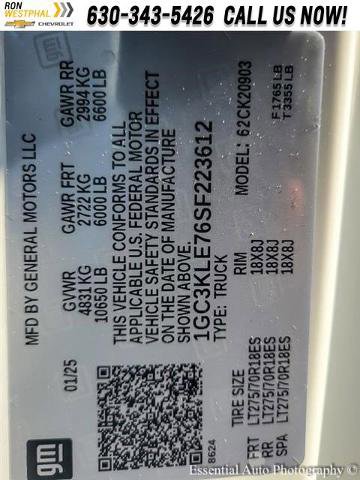 RON
WESTPHAL
CHEVROLET
630-343-5426 CALL US NOW!
MFD BY GENERAL MOTORS LLC
01/25
GVWR GAWR FRT GAWR RR
4831 KG 2722 KG 2994 KG
10650 LB 6000 LB 6600 LB
THIS VEHICLE CONFORMS TO ALL
APPLICABLE U.S. FEDERAL MOTOR
VEHICLE SAFETY STANDARDS IN EFFECT
ON THE DATE OF MANUFACTURE
SHOWN ABOVE.
1GC3KLE76SF223612
TYPE: TRUCK MODEL: 62CK20903
F1765 LB
T3355 LB
TIRE SIZE RIM
FRT LT275/70R18ES 18X8J
RR LT275/70R18ES 18X8J
SPA LT275/70R18ES 18X8J
gm
8624
Essential Auto Photography ©